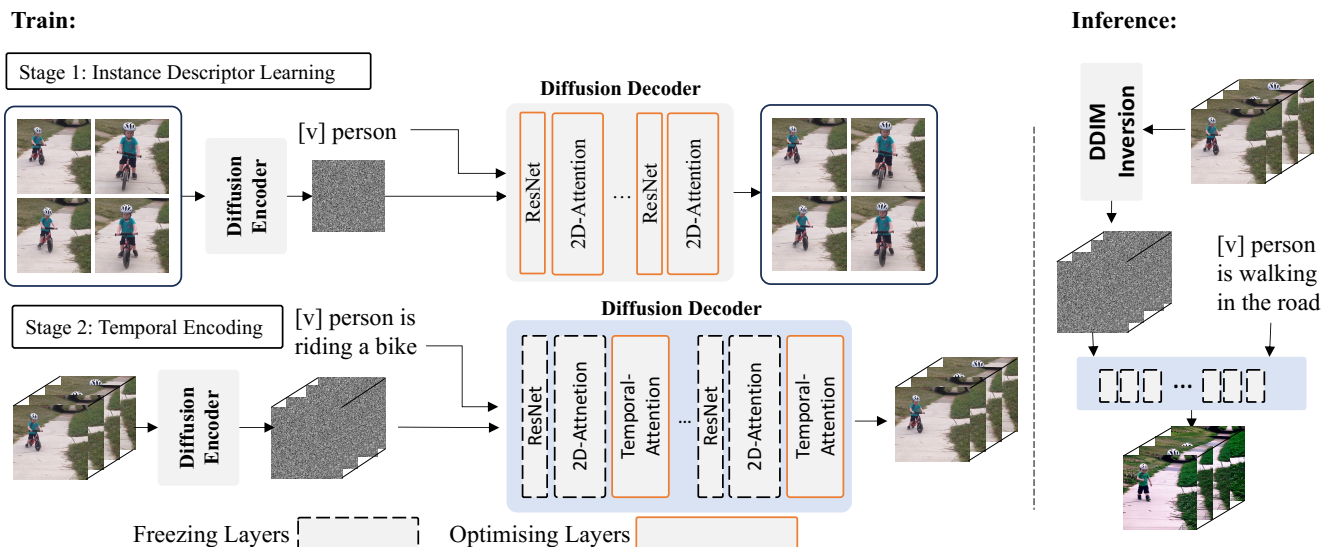 Train:
Inference:
Stage 1: Instance Descriptor Learning
Diffusion Decoder
[v] person
Diffusion
Encoder
ResNet
2D-Attention
...
ResNet
2D-Attention
DDIM
Inversion
[v] person
is walking
in the road
...
Stage 2: Temporal Encoding
Diffusion Decoder
[v] person is
riding a bike
Diffusion
Encoder
ResNet
2D-Attnetion
Temporal-
Attention
...
ResNet
2D-Attention
Temporal-
Attention
Freezing Layers
Optimising Layers